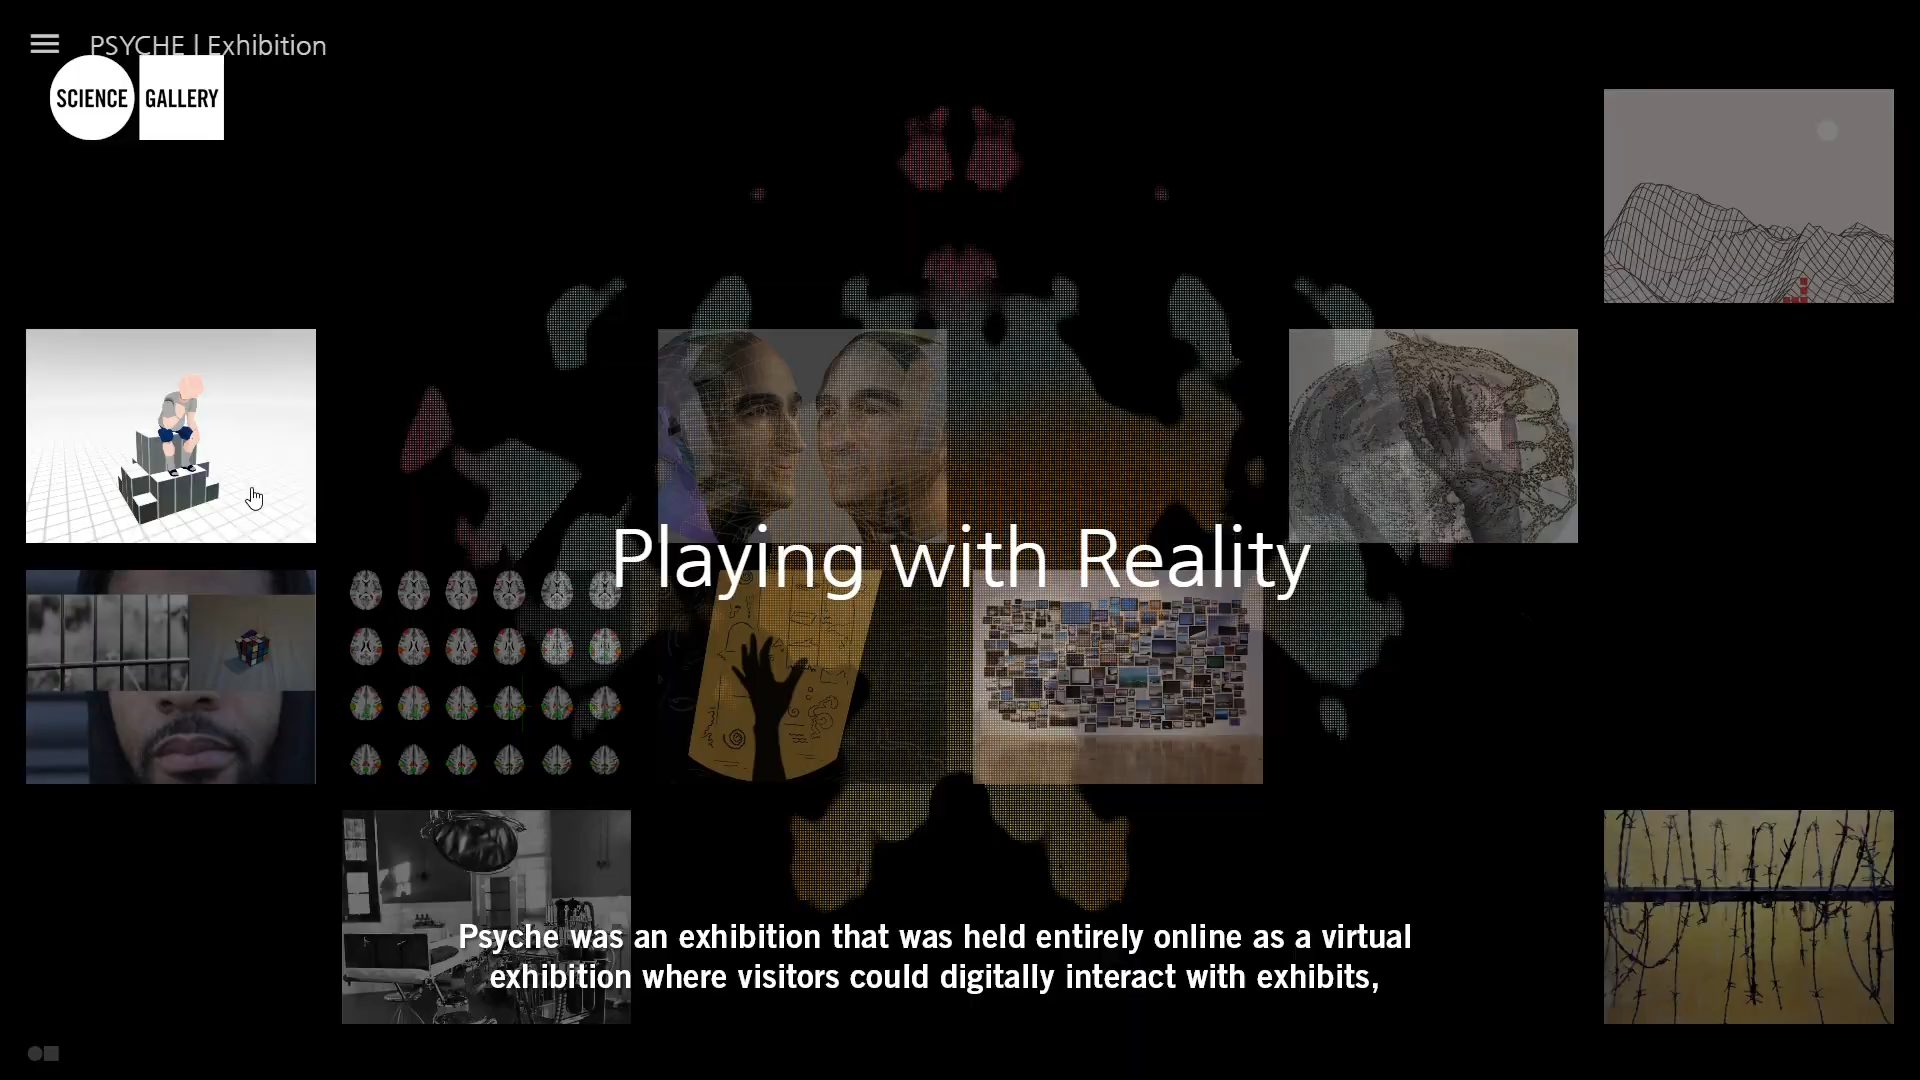 PSYCHE | Exhibition
SCIENCE GALLERY
Playing with Reality
Psyche was an exhibition that was held entirely online as a virtual
exhibition where visitors could digitally interact with exhibits,